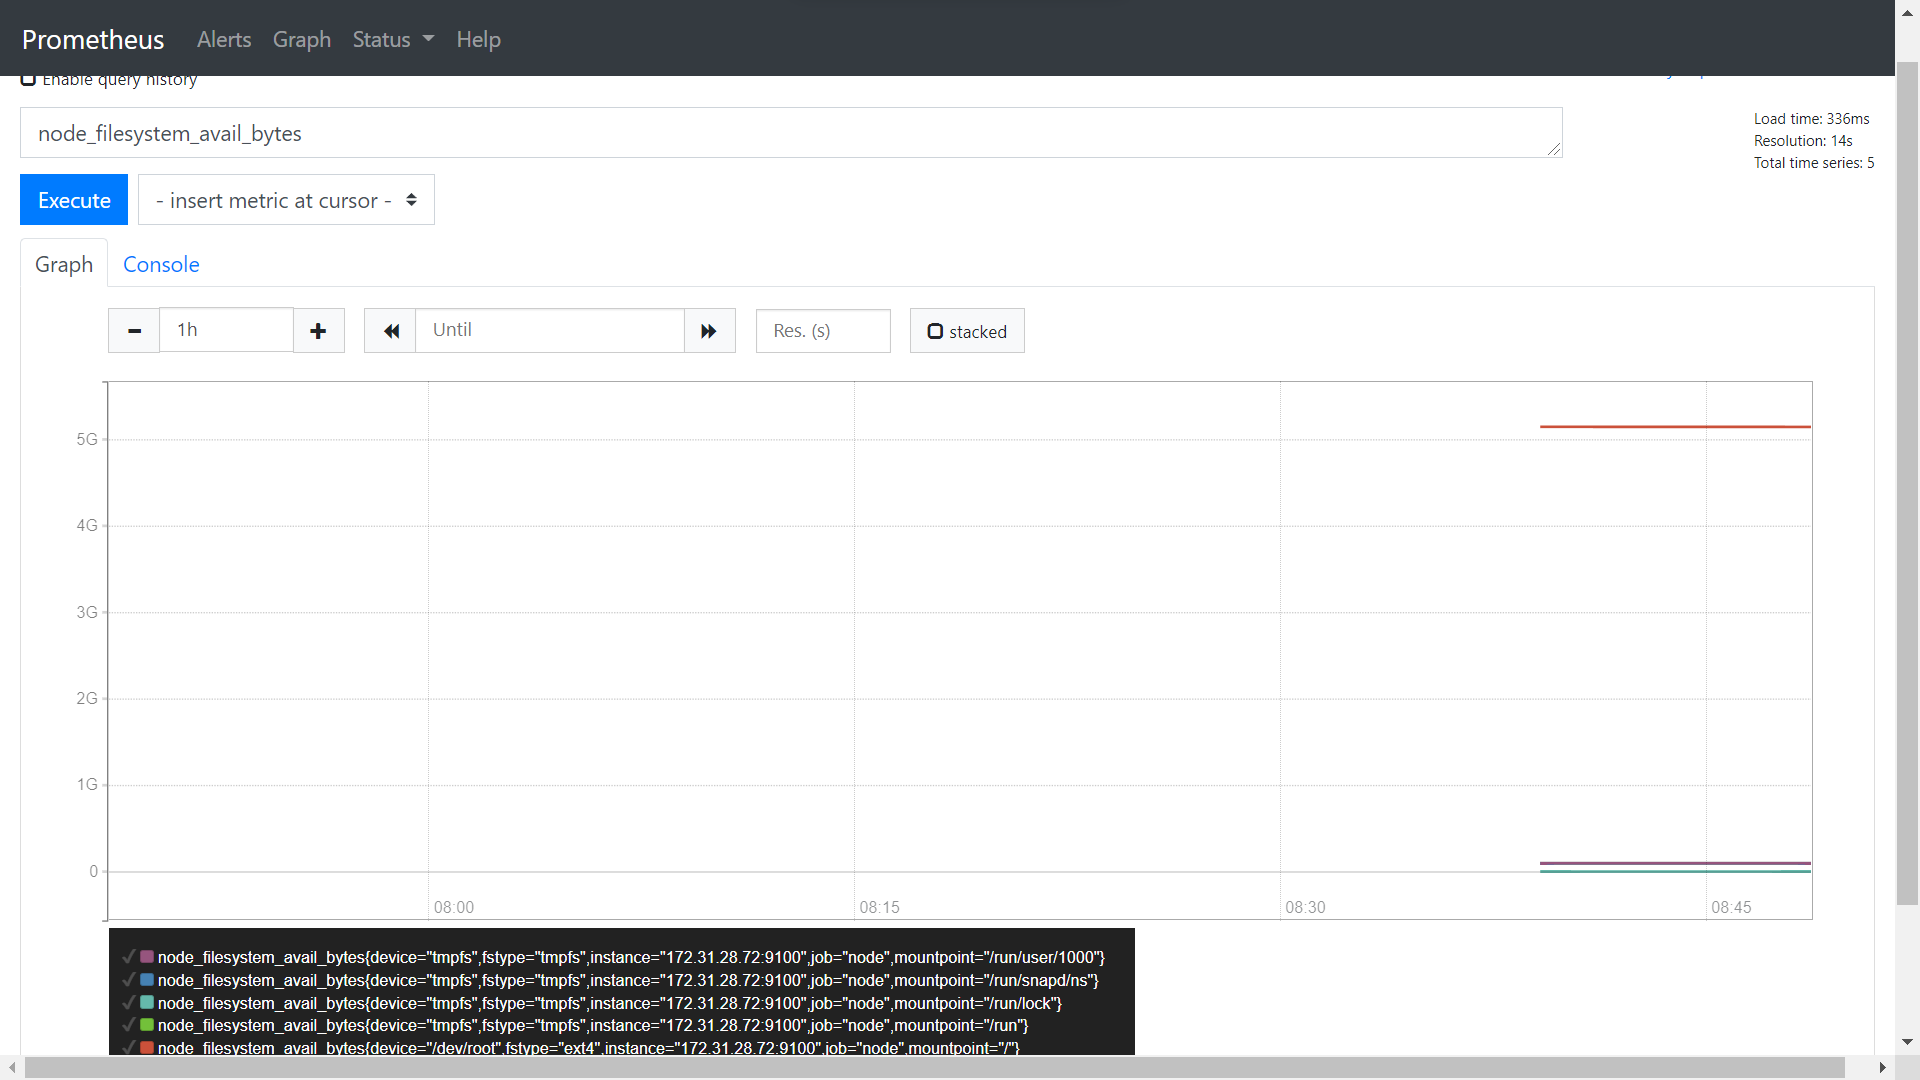 Prometheus Alerts Graph Status Help
Enable query history
node_filesystem_avail_bytes
Load time: 336ms
Resolution: 14s
Total time series: 5
Execute - insert metric at cursor -
Graph Console
1h Until Res. (s) stacked
5G
4G
3G
2G
1G
0
08:00 08:15 08:30 08:45
node_filesystem_avail_bytes{device="tmpfs",fstype="tmpfs",instance="172.31.28.72:9100",job="node",mountpoint="/run/user/1000"}
node_filesystem_avail_bytes{device="tmpfs",fstype="tmpfs",instance="172.31.28.72:9100",job="node",mountpoint="/run/snapd/ns"}
node_filesystem_avail_bytes{device="tmpfs",fstype="tmpfs",instance="172.31.28.72:9100",job="node",mountpoint="/run/lock"}
node_filesystem_avail_bytes{device="tmpfs",fstype="tmpfs",instance="172.31.28.72:9100",job="node",mountpoint="/run"}
node_filesystem_avail_bytes{device="/dev/root",fstype="ext4",instance="172.31.28.72:9100",job="node",mountpoint="/"}